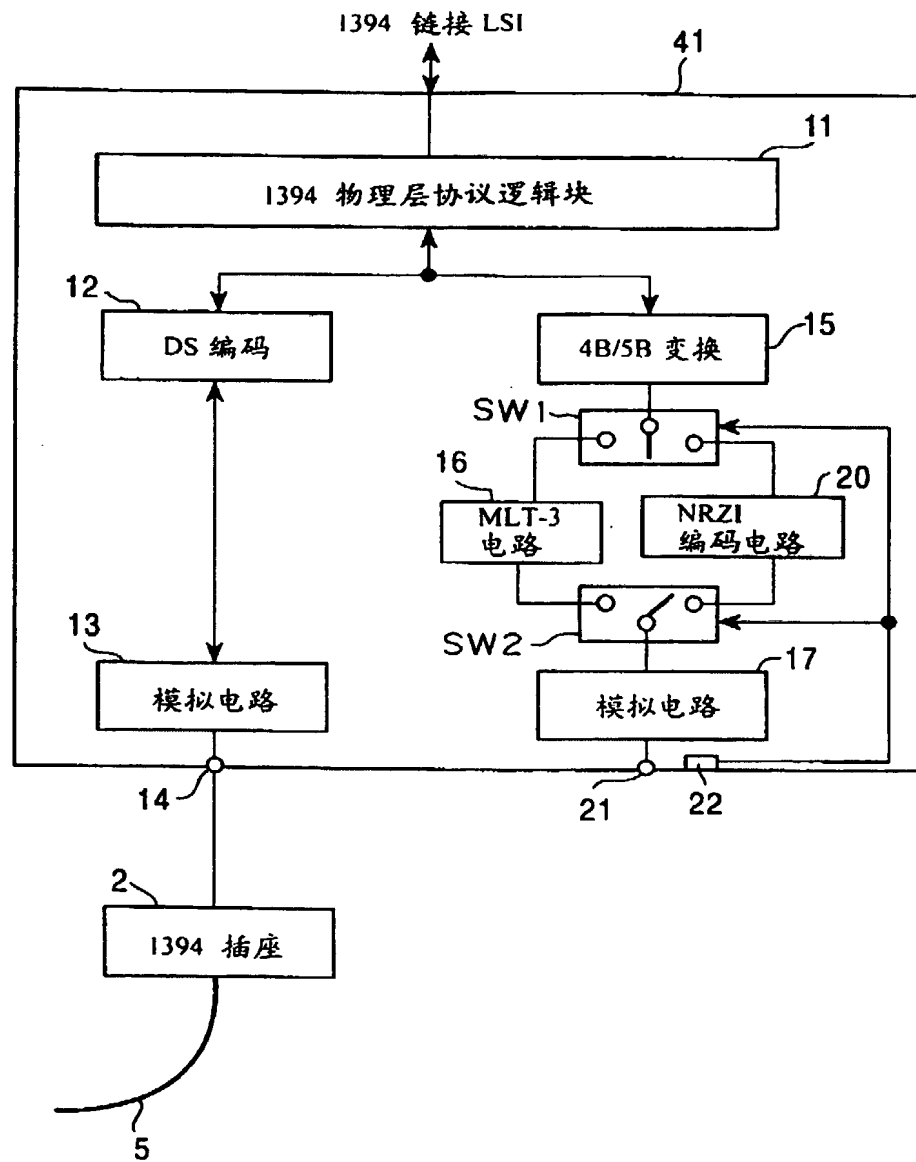 1394 链接 LSI
41
11
1394 物理层协议逻辑块
12
DS 编码
15
4B/5B 变换
SW1
16
MLT-3
电路
20
NRZI
编码电路
SW2
13
模拟电路
17
模拟电路
14
21
22
2
1394 插座
5